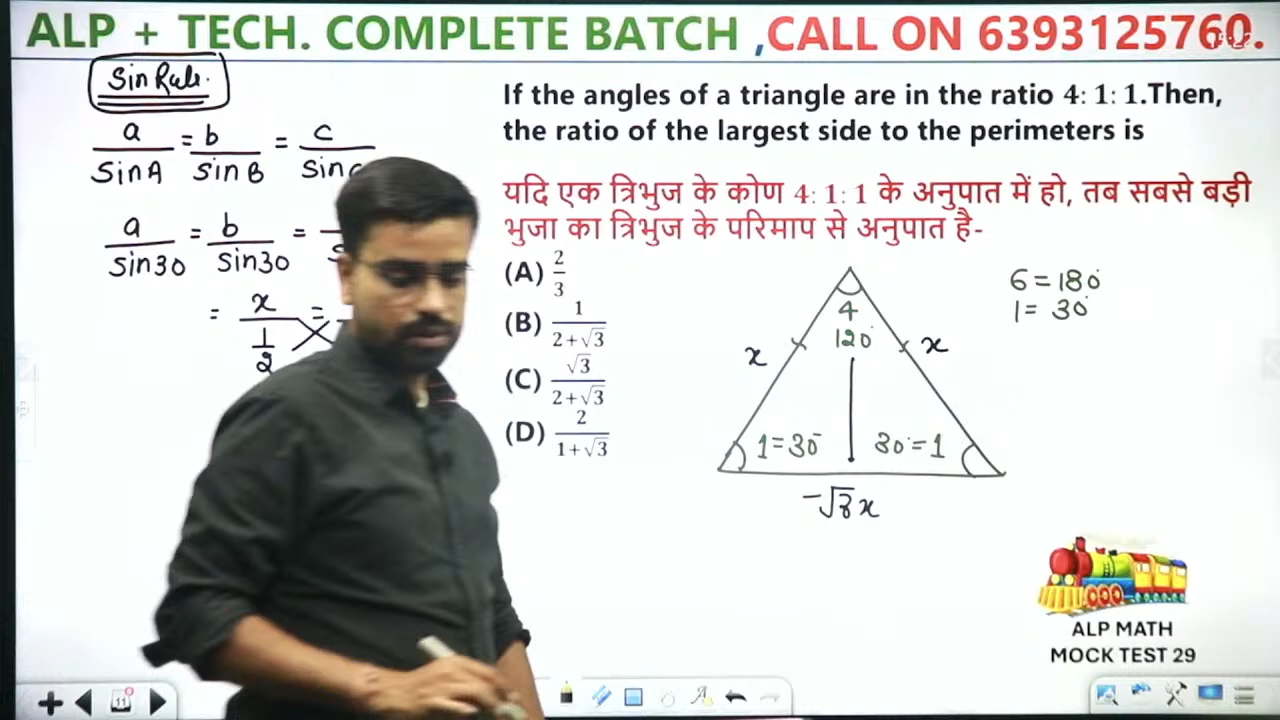 ALP + TECH. COMPLETE BATCH ,CALL ON 6393125760.
Sin Rule.
a/sinA = b/sinB = c/sin
a/sin30 = b/sin30 =
= x/(1/2) =
If the angles of a triangle are in the ratio 4: 1: 1.Then,
the ratio of the largest side to the perimeters is
यदि एक त्रिभुज के कोण 4: 1: 1 के अनुपात में हो, तब सबसे बड़ी
भुजा का त्रिभुज के परिमाप से अनुपात है-
(A) 2/3
(B) 1/(2+√3)
(C) √3/(2+√3)
(D) 2/(1+√3)
6 = 180°
1 = 30°
4
120°
x
x
1=30°
30°=1
√3x
ALP MATH
MOCK TEST 29
11